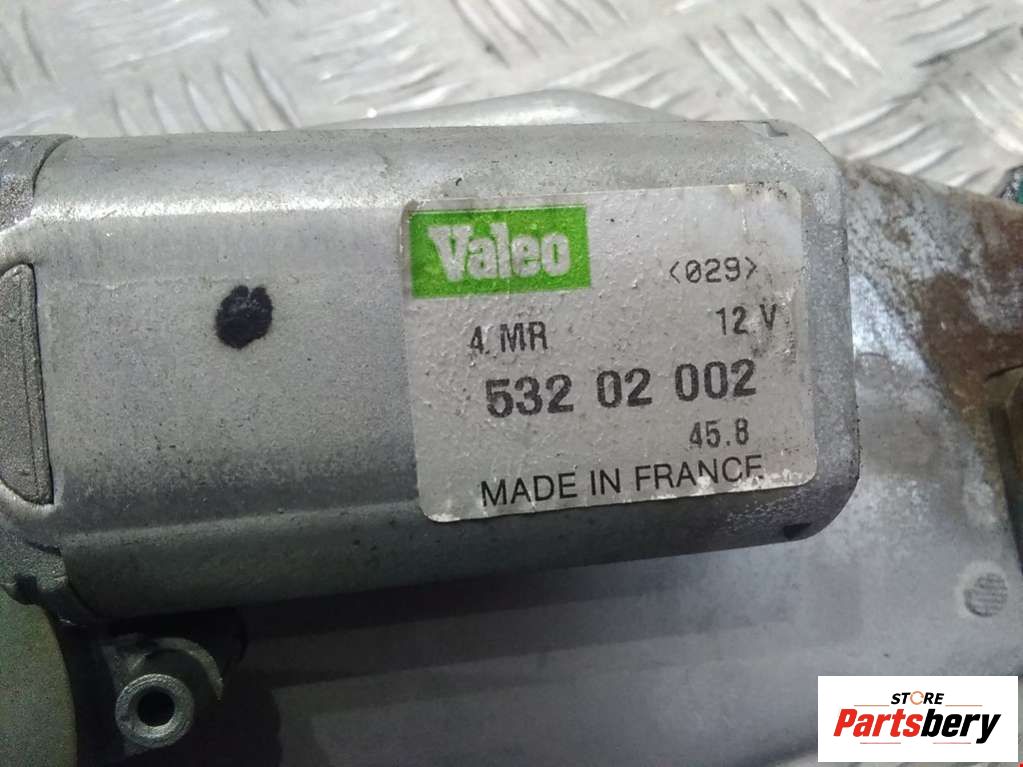 Valeo
<029>
4 MR 12 V
532 02 002
45.8
MADE IN FRANCE
STORE
Partsbery